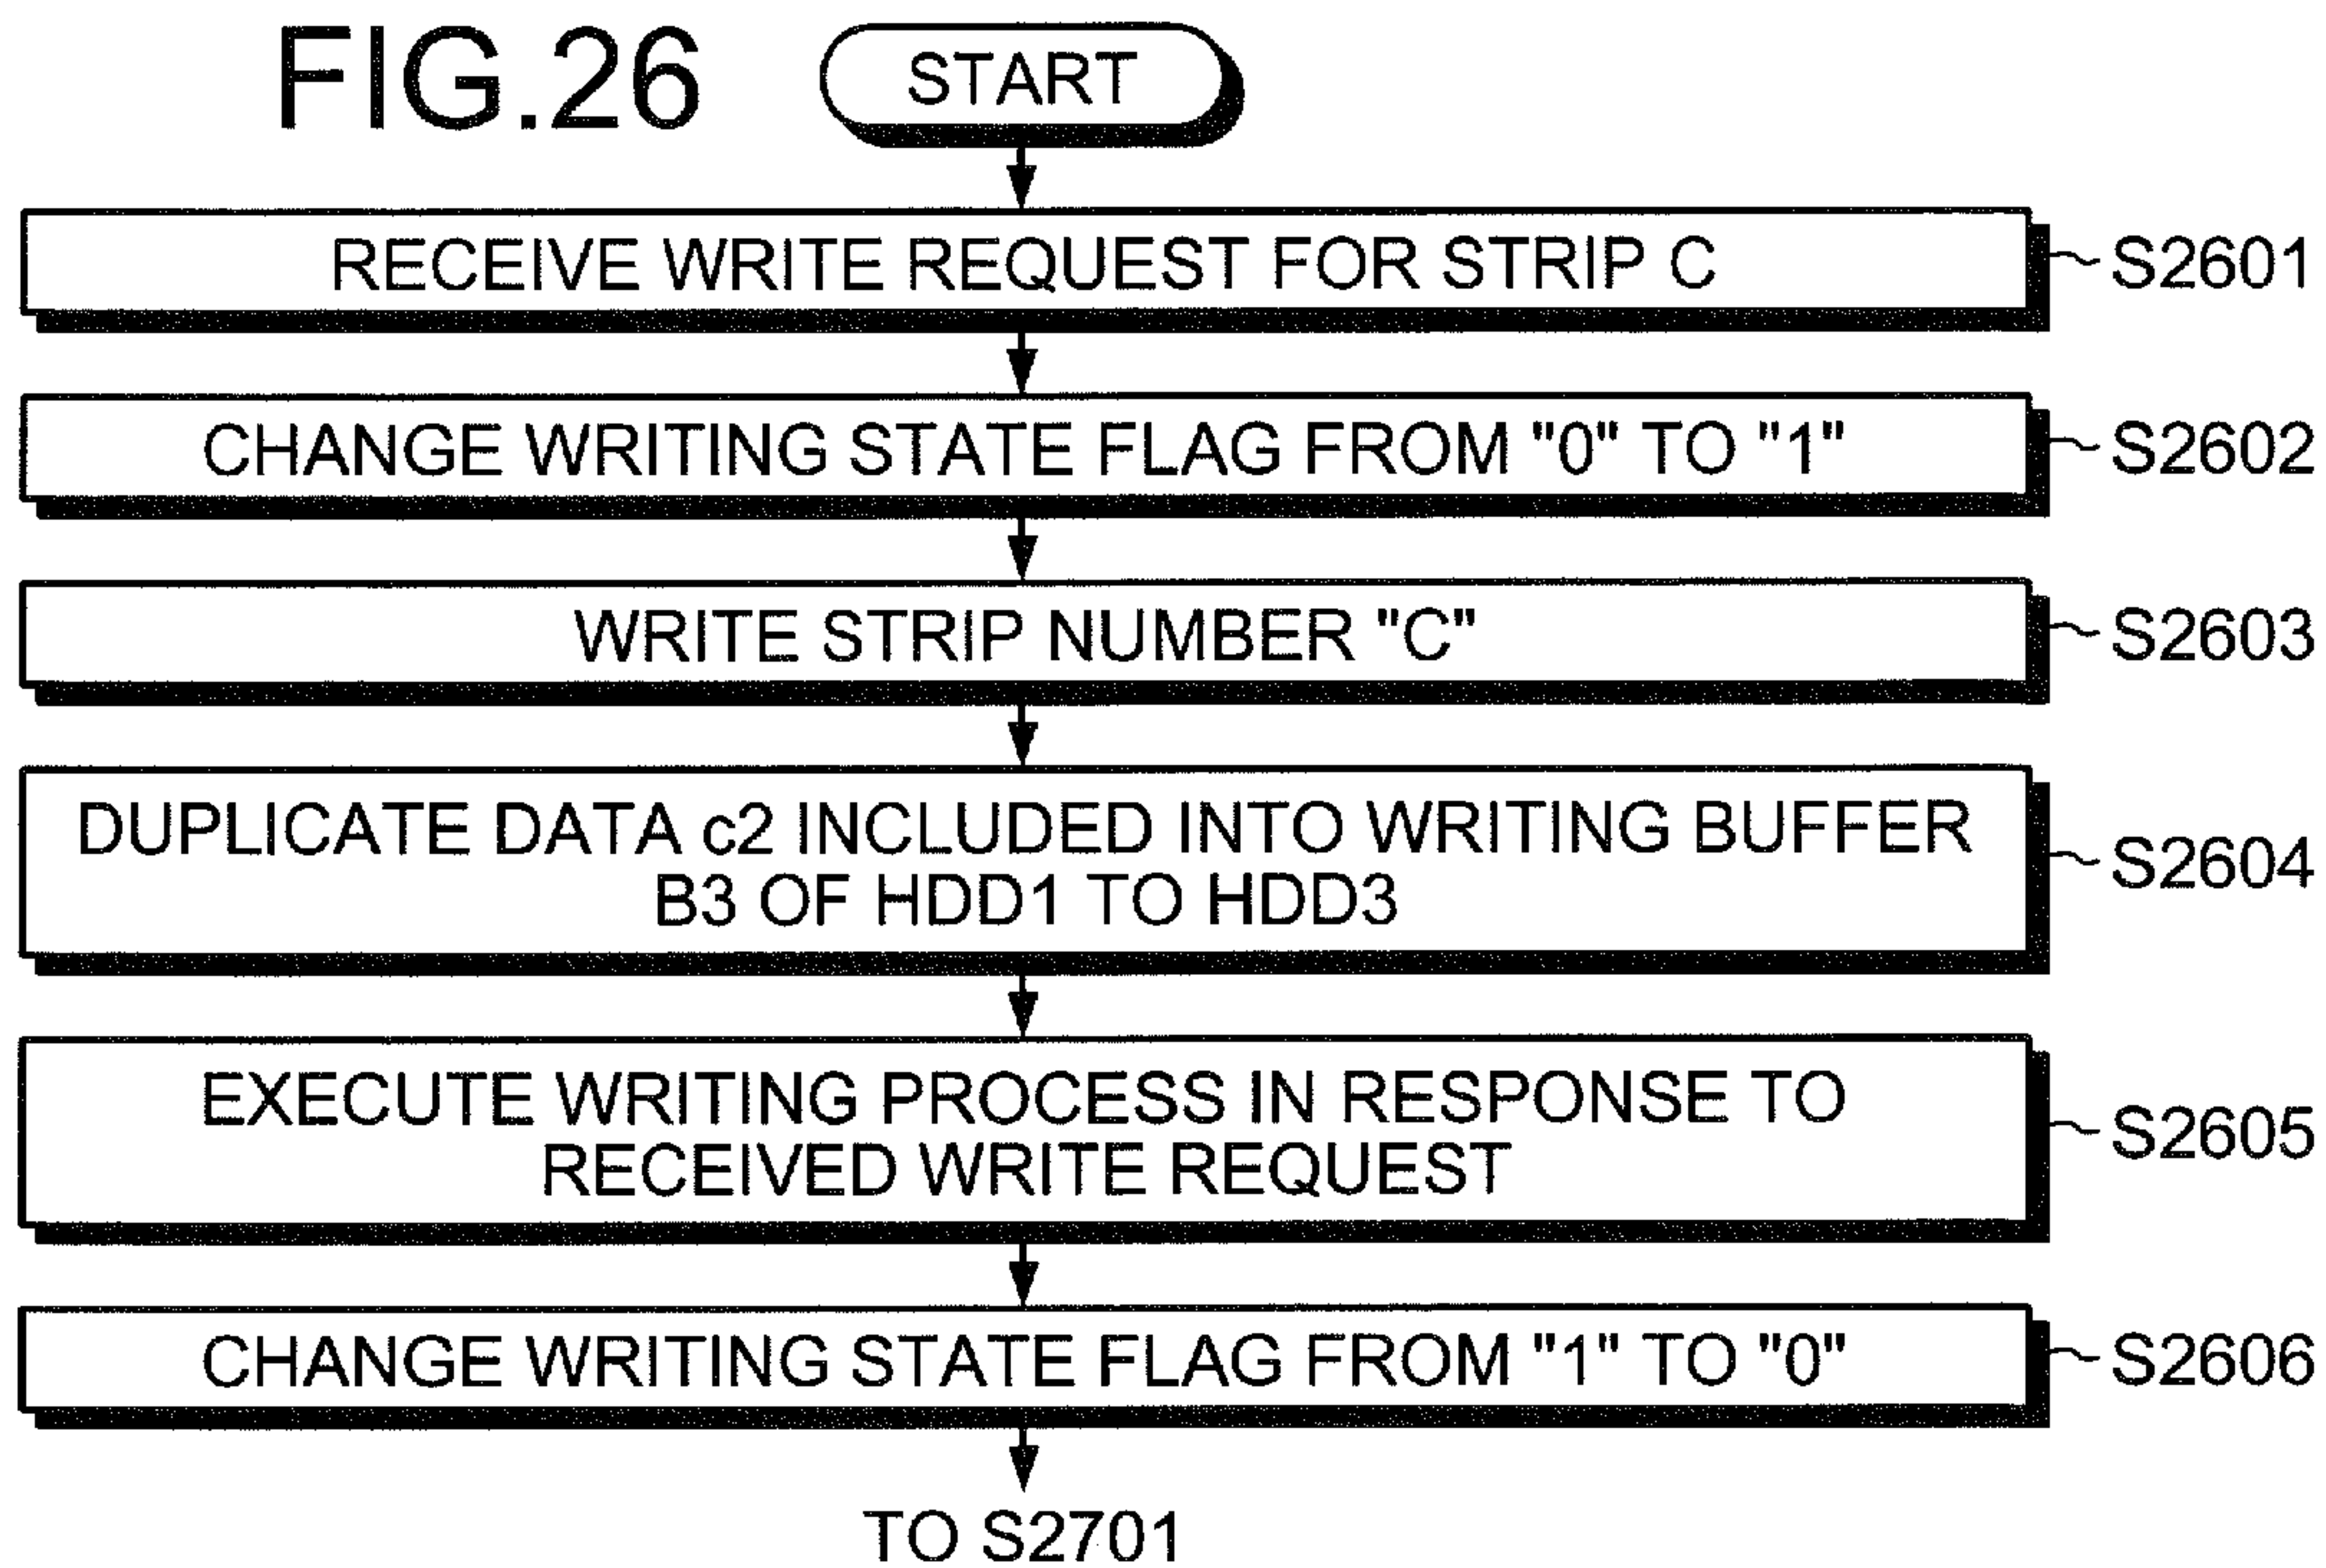 FIG.26
START
RECEIVE WRITE REQUEST FOR STRIP C
S2601
CHANGE WRITING STATE FLAG FROM "0" TO "1"
S2602
WRITE STRIP NUMBER "C"
S2603
DUPLICATE DATA c2 INCLUDED INTO WRITING BUFFER
B3 OF HDD1 TO HDD3
S2604
EXECUTE WRITING PROCESS IN RESPONSE TO
RECEIVED WRITE REQUEST
S2605
CHANGE WRITING STATE FLAG FROM "1" TO "0"
S2606
TO S2701